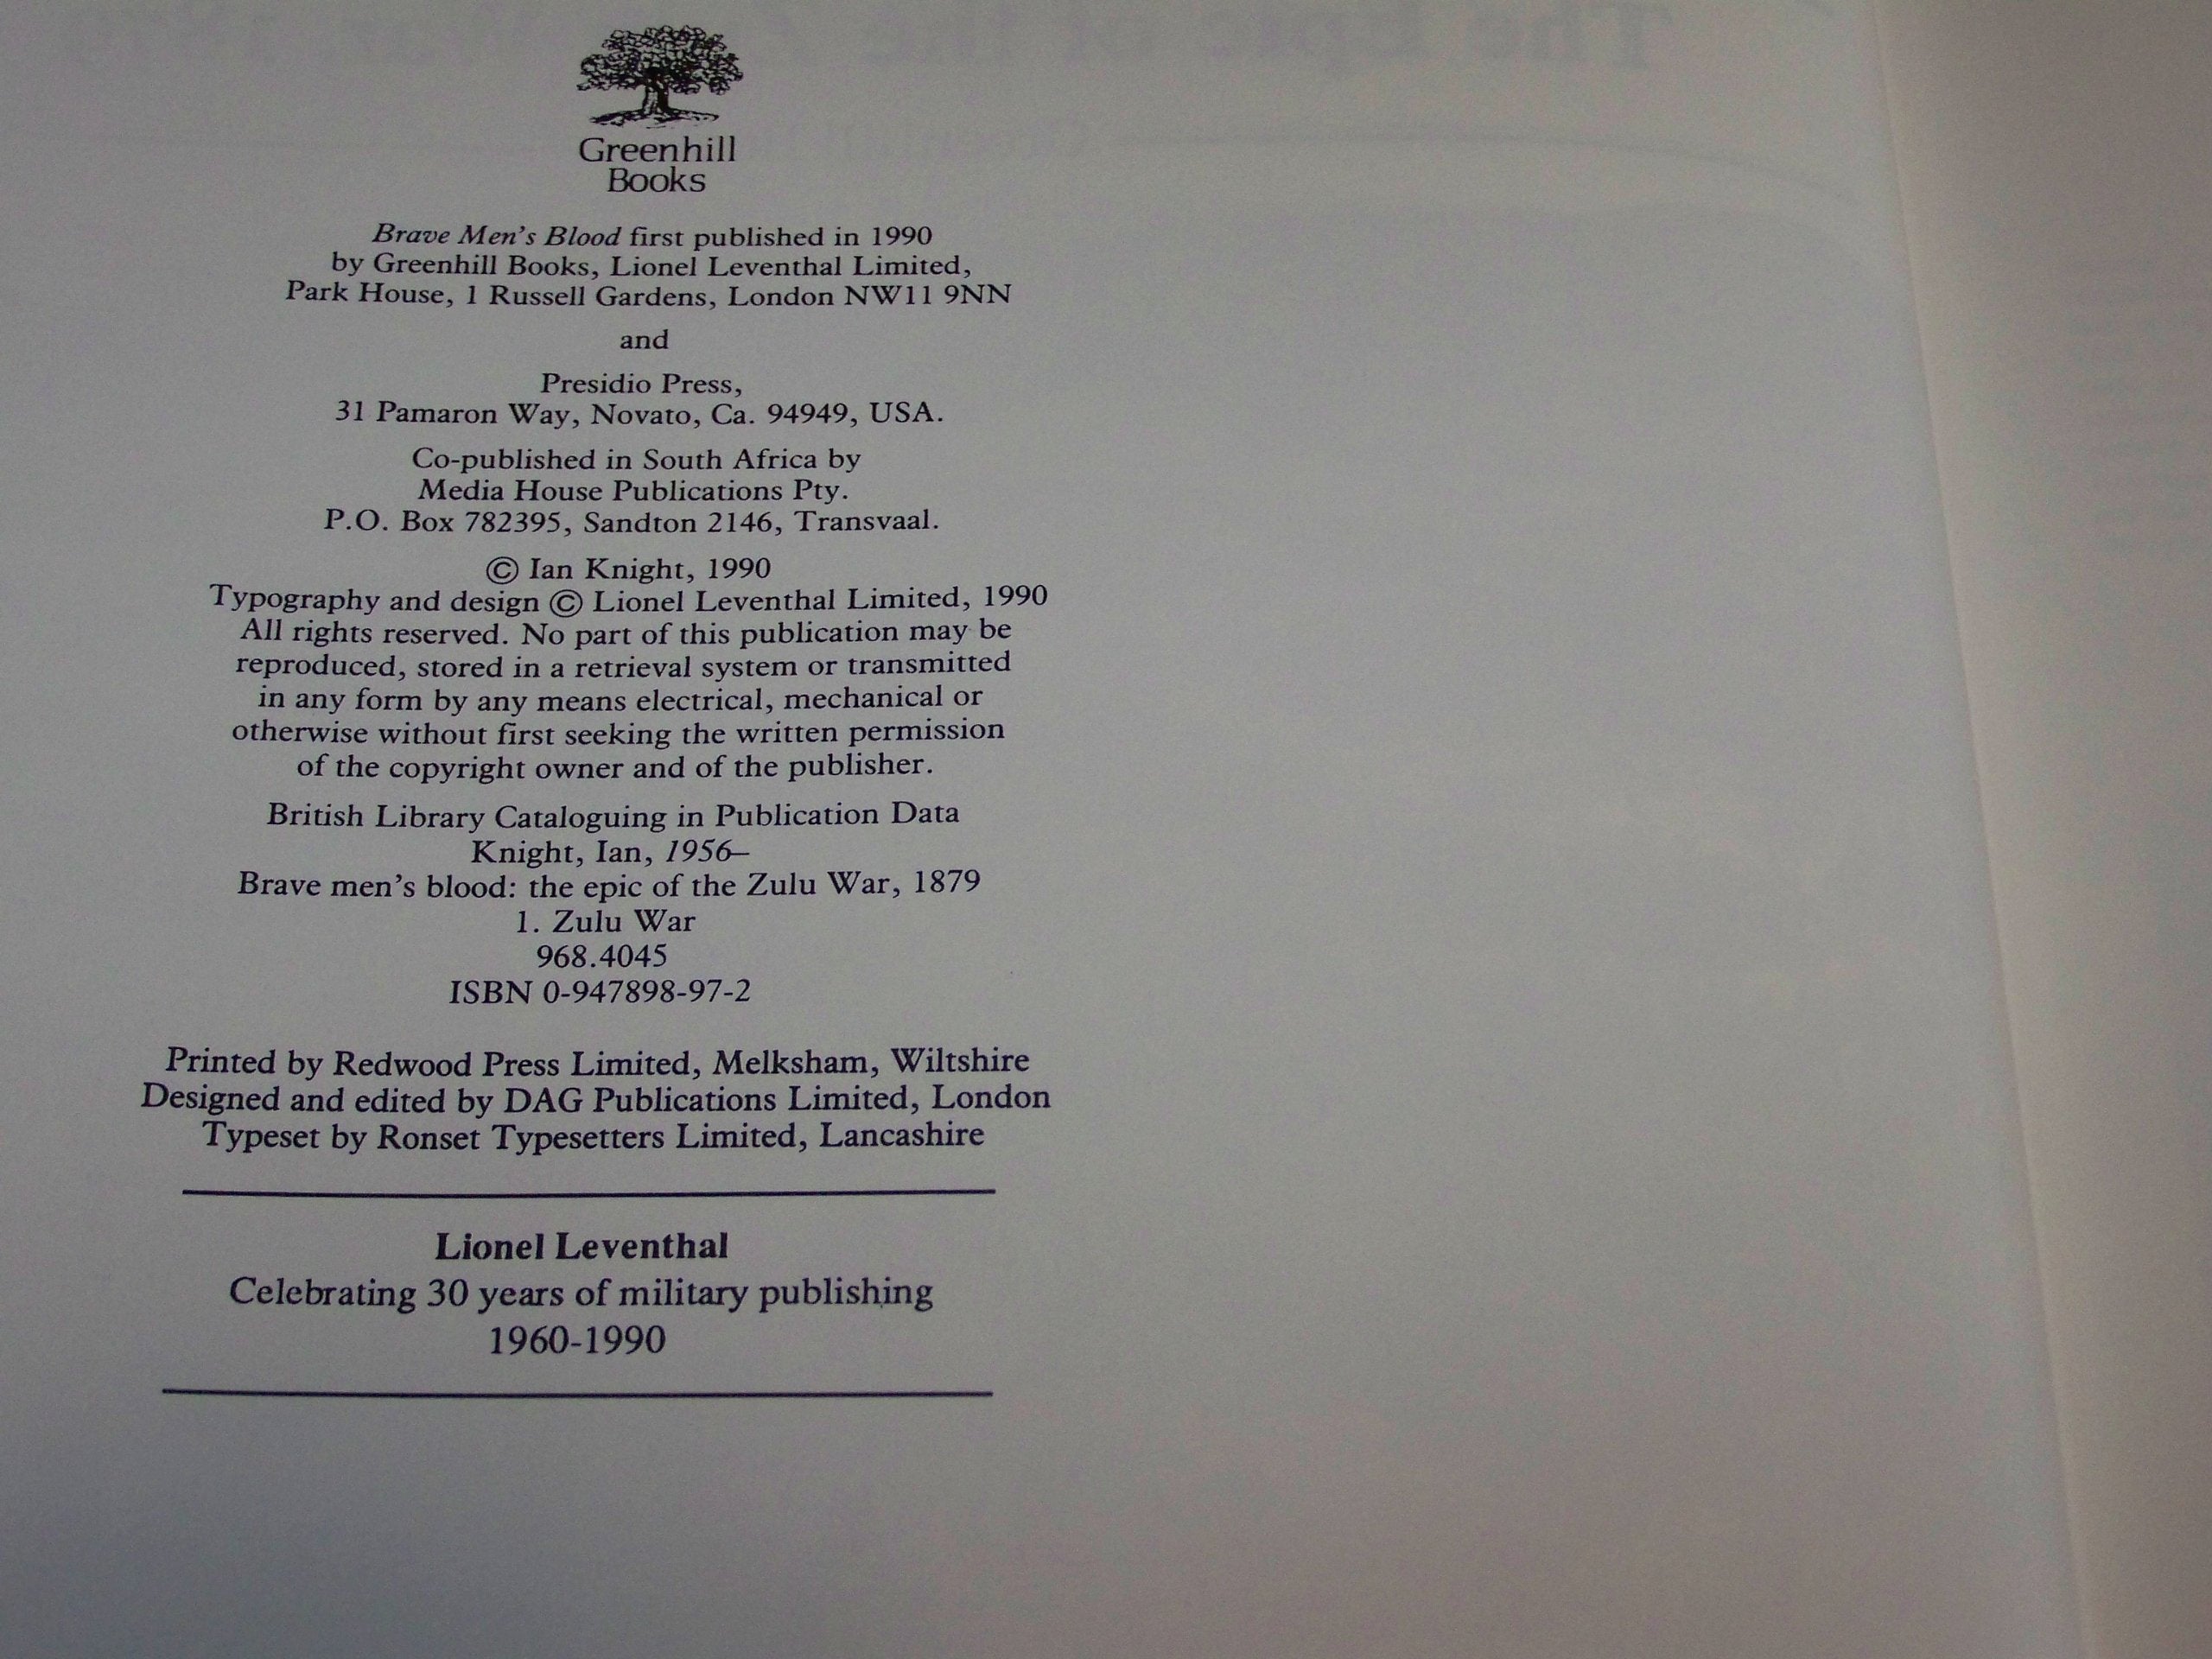 Greenhill
Books
Brave Men's Blood first published in 1990
by Greenhill Books, Lionel Leventhal Limited,
Park House, 1 Russell Gardens, London NW11 9NN
and
Presidio Press,
31 Pamaron Way, Novato, Ca. 94949, USA.
Co-published in South Africa by
Media House Publications Pty.
P.O. Box 782395, Sandton 2146, Transvaal.
© Ian Knight, 1990
Typography and design © Lionel Leventhal Limited, 1990
All rights reserved. No part of this publication may be
reproduced, stored in a retrieval system or transmitted
in any form by any means electrical, mechanical or
otherwise without first seeking the written permission
of the copyright owner and of the publisher.
British Library Cataloguing in Publication Data
Knight, Ian, 1956–
Brave men's blood: the epic of the Zulu War, 1879
1. Zulu War
968.4045
ISBN 0-947898-97-2
Printed by Redwood Press Limited, Melksham, Wiltshire
Designed and edited by DAG Publications Limited, London
Typeset by Ronset Typesetters Limited, Lancashire
Lionel Leventhal
Celebrating 30 years of military publishing
1960-1990